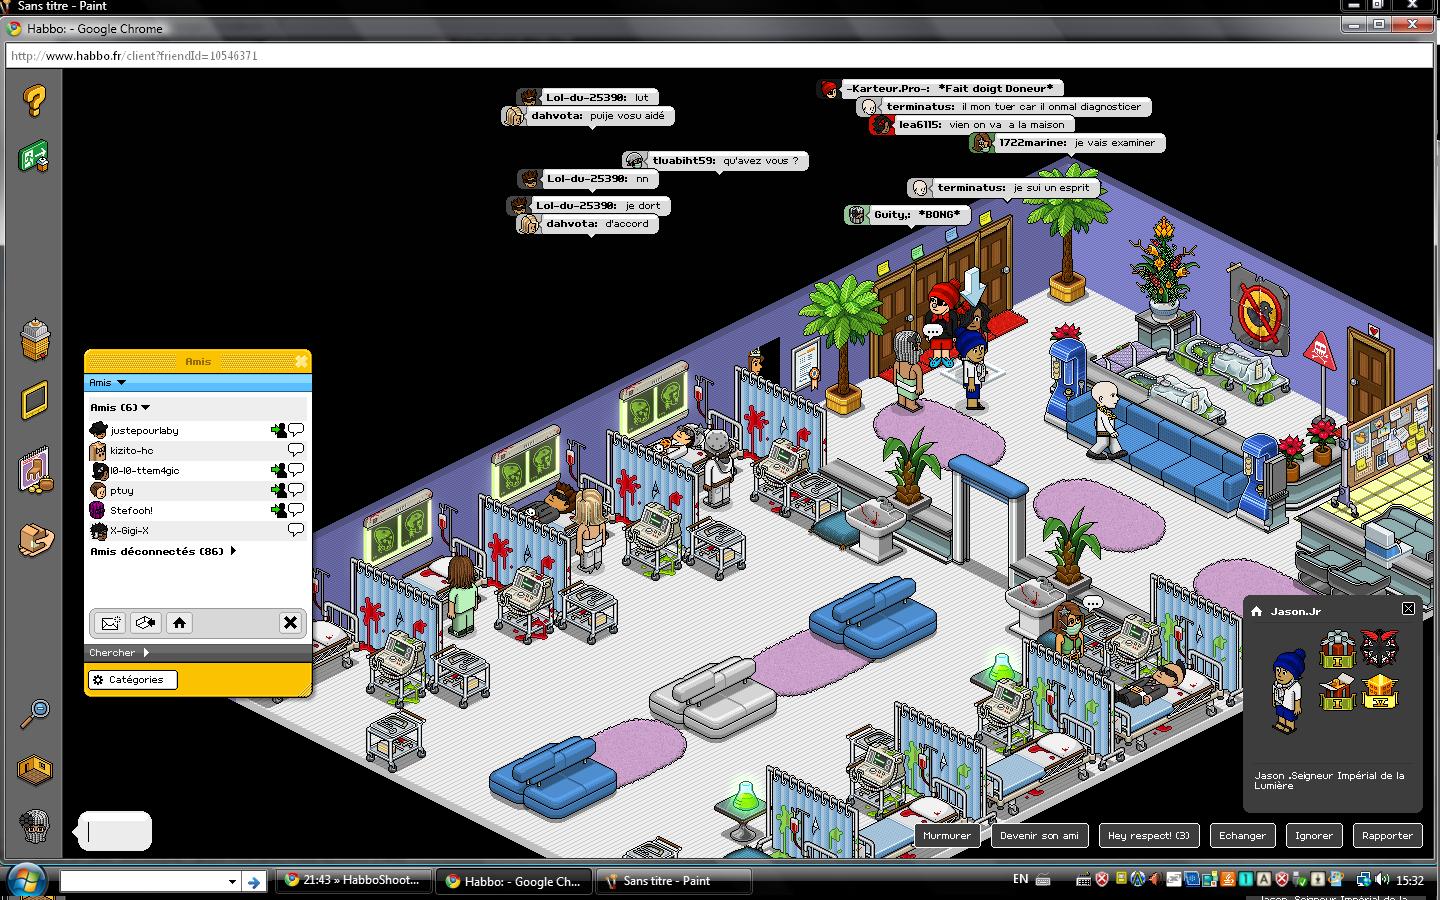 Sans titre - Paint
Habbo: - Google Chrome
http://www.habbo.fr/client?friendId=10546371
Lol-du-25390: lut
dahvota: puije vosu aidé
tluabiht59: qu'avez vous ?
Lol-du-25390: nn
Lol-du-25390: je dort
dahvota: d'accord
-Karteur.Pro-: *Fait doigt Doneur*
terminatus: il mon tuer car il onmal diagnosticer
lea6115: vien on va a la maison
1722marine: je vais examiner
terminatus: je sui un esprit
Guity,: *BONG*
Amis
Amis
Amis (6)
justepourlaby
kizito-hc
l0-l0-ttem4gic
ptuy
Stefooh!
X-Gigi-X
Amis déconnectés (86)
Chercher
Catégories
Jason.Jr
I
I
V
Jason .Seigneur Impérial de la
Lumière
Murmurer
Devenir son ami
Hey respect! (3)
Echanger
Ignorer
Rapporter
21:43 » HabboShoot...
Habbo: - Google Ch...
Sans titre - Paint
EN
15:32